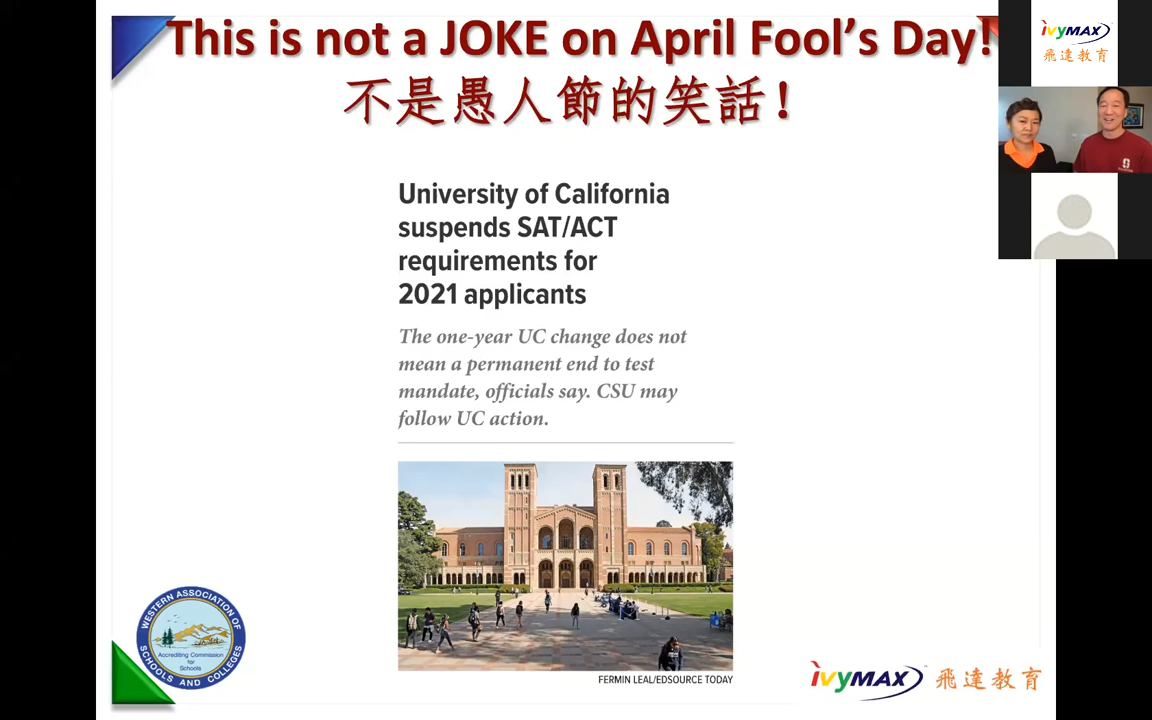 This is not a JOKE on April Fool’s Day!
不是愚人節的笑話！
ivyMAX
飛達教育
University of California
suspends SAT/ACT
requirements for
2021 applicants
The one-year UC change does not
mean a permanent end to test
mandate, officials say. CSU may
follow UC action.
FERMIN LEAL/EDSOURCE TODAY
WESTERN ASSOCIATION OF
SCHOOLS AND COLLEGES
Accrediting Commission
for
Schools
ivyMAX™ 飛達教育